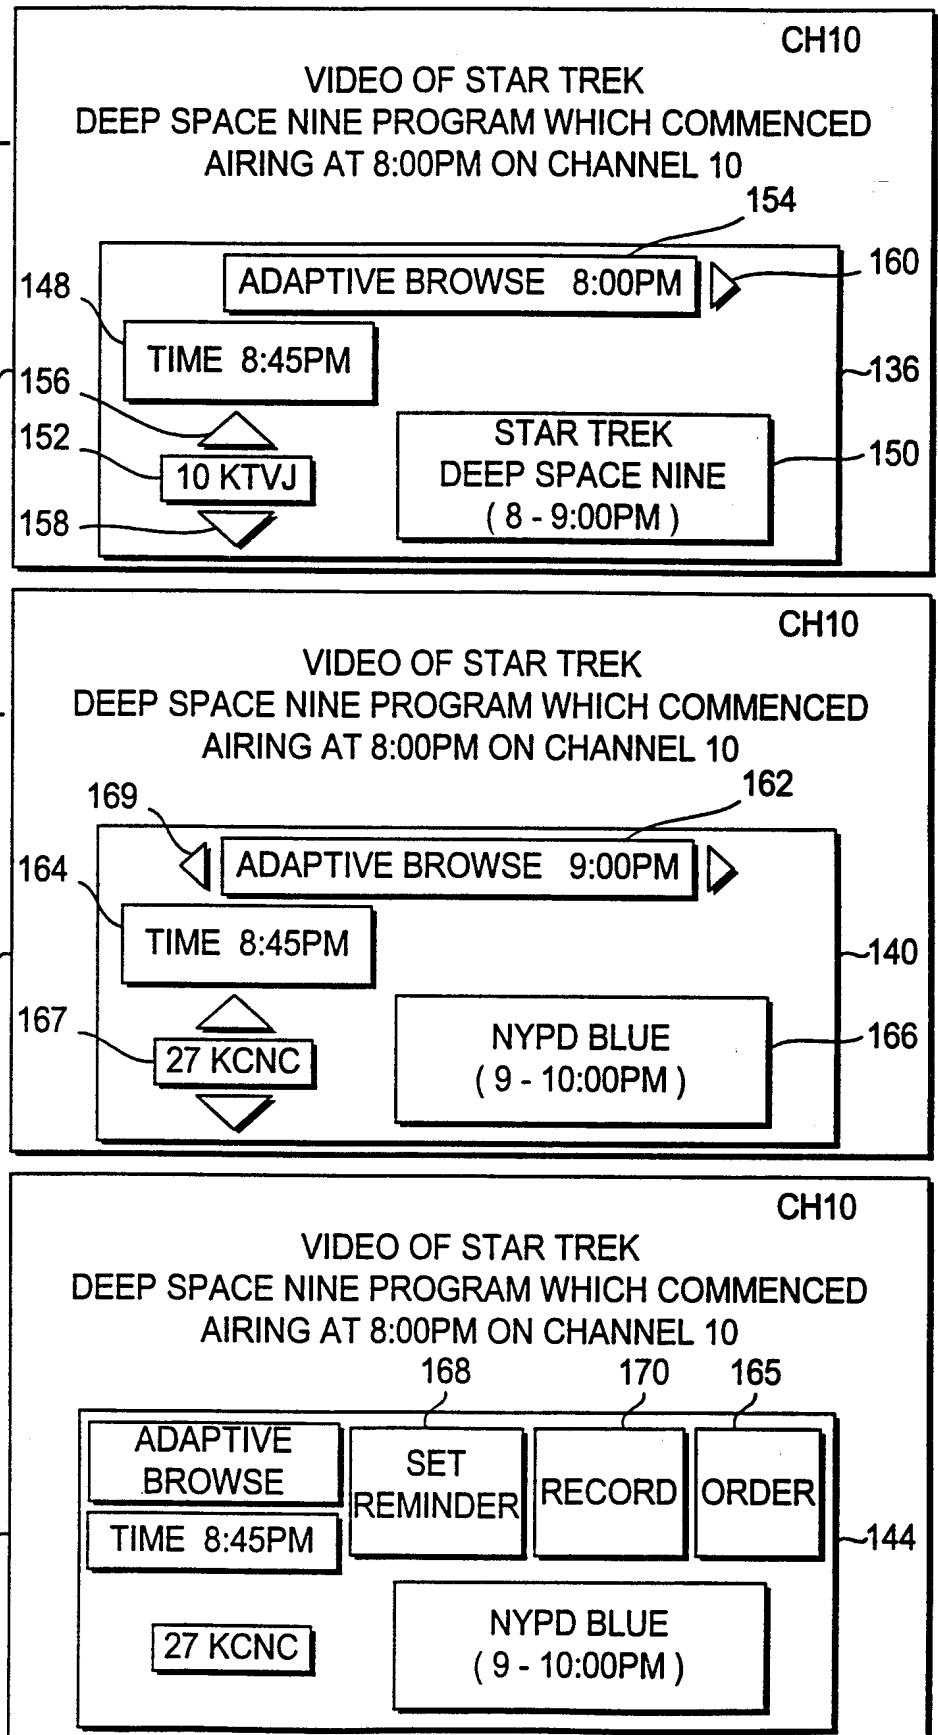 CH10
VIDEO OF STAR TREK
DEEP SPACE NINE PROGRAM WHICH COMMENCED
AIRING AT 8:00PM ON CHANNEL 10
154
ADAPTIVE BROWSE 8:00PM
160
148
TIME 8:45PM
136
156
152
10 KTVJ
STAR TREK
DEEP SPACE NINE
( 8 - 9:00PM )
150
158
CH10
VIDEO OF STAR TREK
DEEP SPACE NINE PROGRAM WHICH COMMENCED
AIRING AT 8:00PM ON CHANNEL 10
169
162
ADAPTIVE BROWSE 9:00PM
164
TIME 8:45PM
140
167
27 KCNC
NYPD BLUE
( 9 - 10:00PM )
166
CH10
VIDEO OF STAR TREK
DEEP SPACE NINE PROGRAM WHICH COMMENCED
AIRING AT 8:00PM ON CHANNEL 10
168
170
165
ADAPTIVE
BROWSE
SET
REMINDER
RECORD
ORDER
TIME 8:45PM
144
27 KCNC
NYPD BLUE
( 9 - 10:00PM )